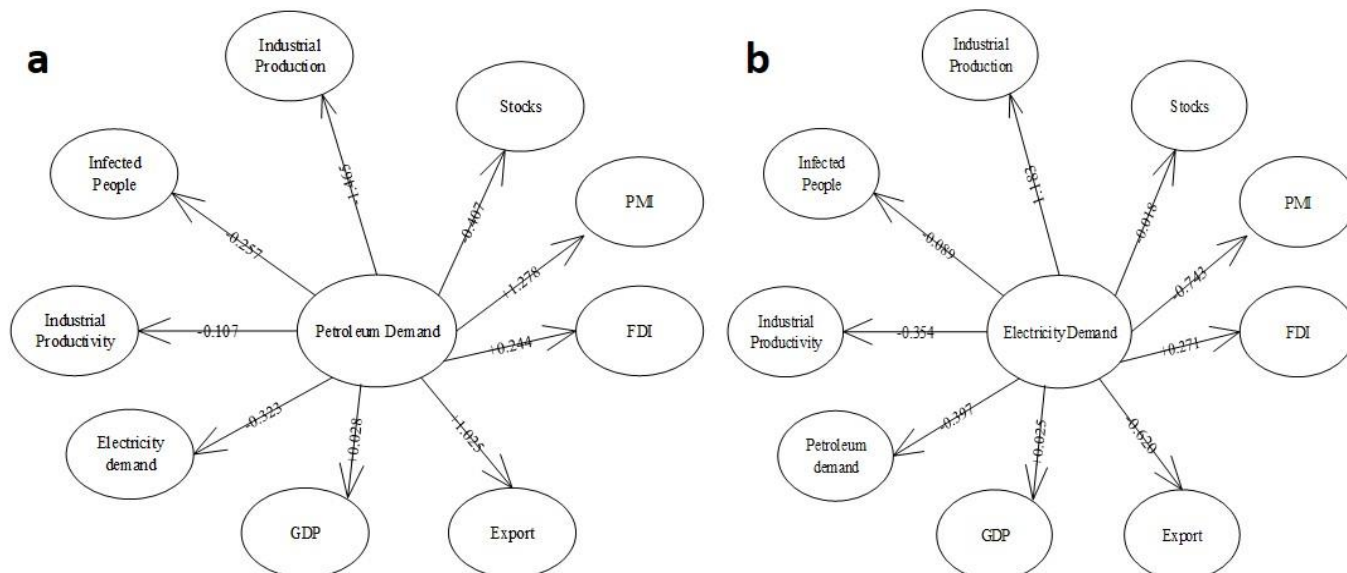 a
Industrial
Production
Stocks
Infected
People
PMI
Industrial
Productivity
Petroleum Demand
FDI
Electricity
demand
GDP
Export
-1.465
-0.407
-0.257
+1.278
-0.107
+0.244
-0.323
+0.028
+1.025
b
Industrial
Production
Stocks
Infected
People
PMI
Industrial
Productivity
Electricity Demand
FDI
Petroleum
demand
GDP
Export
1.183
-0.018
-0.089
-0.743
-0.354
+0.271
-0.397
+0.025
-0.620